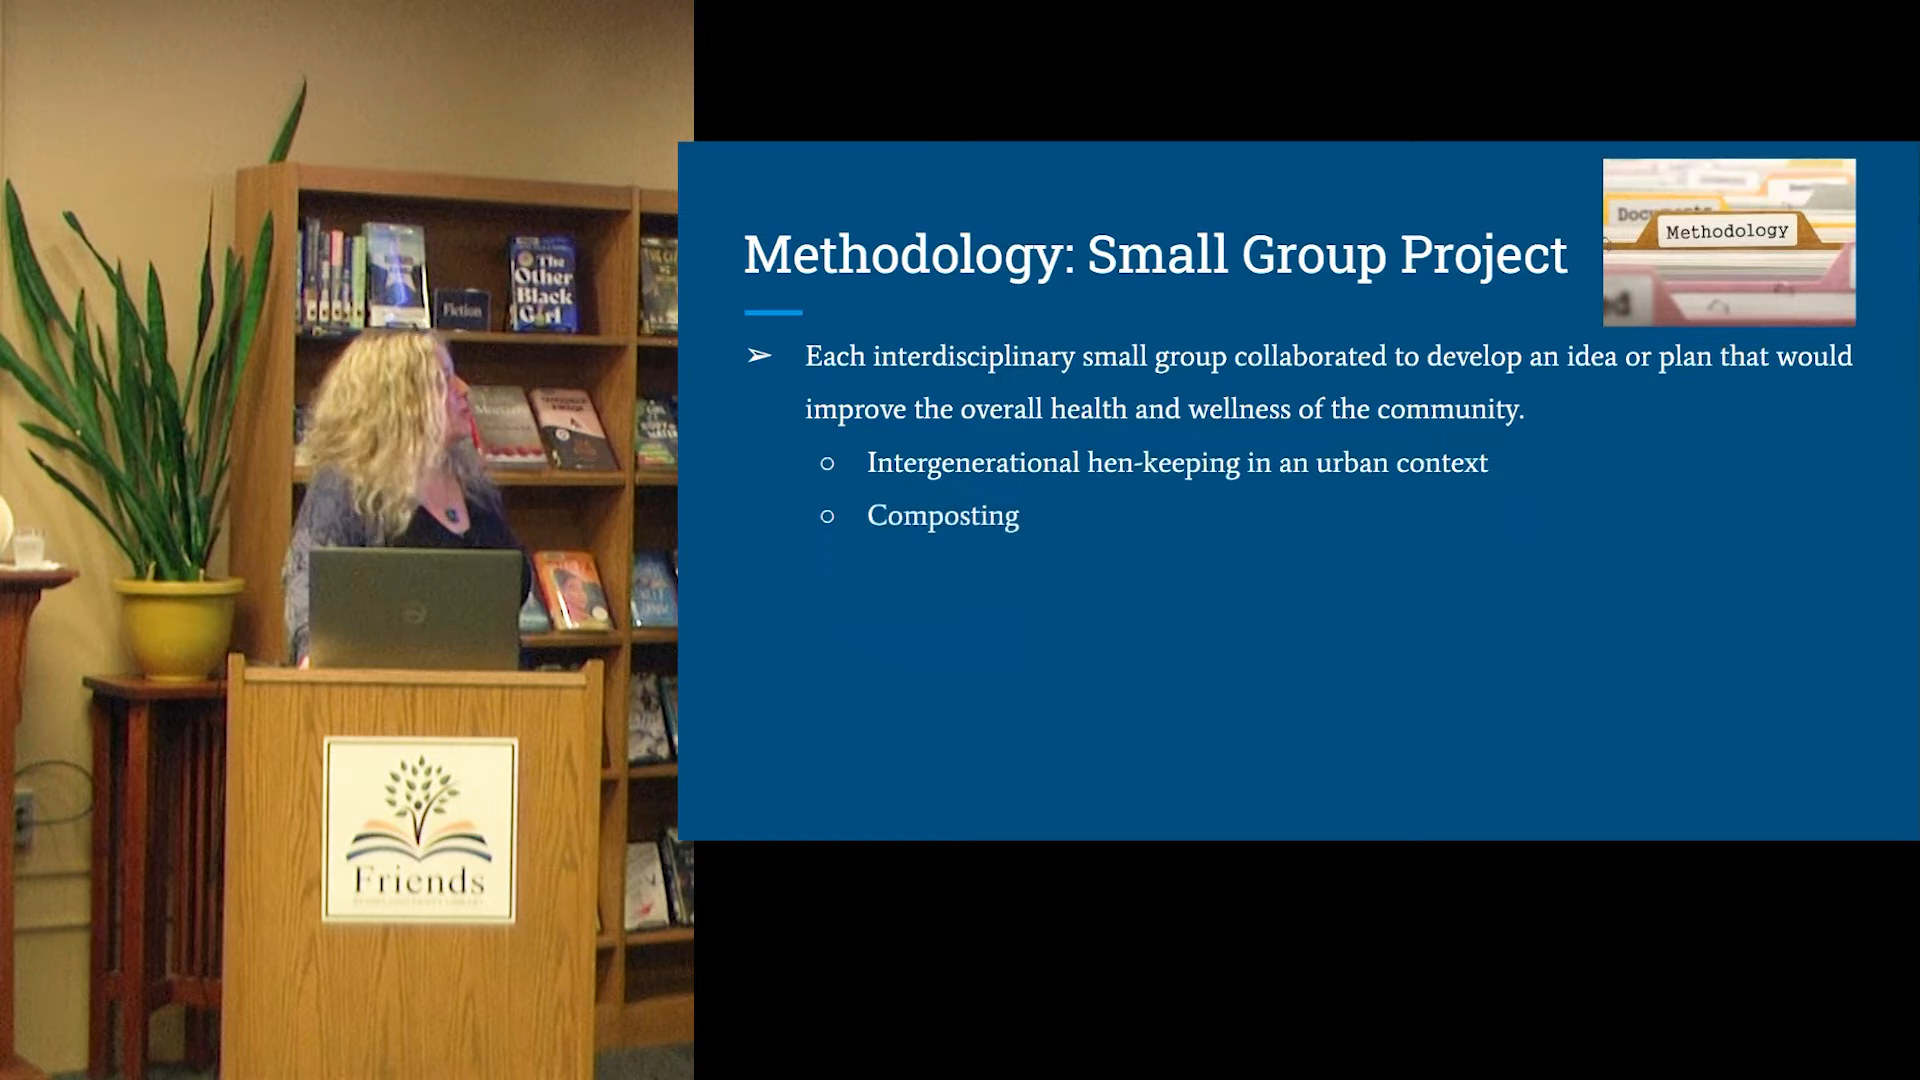 The
Other
Black
Girl
Fiction
Friends
Methodology: Small Group Project
Methodology
➢ Each interdisciplinary small group collaborated to develop an idea or plan that would
improve the overall health and wellness of the community.
○ Intergenerational hen-keeping in an urban context
○ Composting